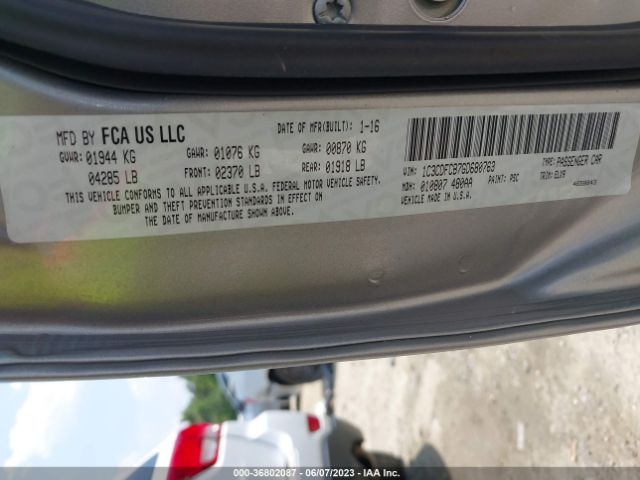 MFD BY FCA US LLC
DATE OF MFR(BUILT): 1-16
GVWR: 01944 KG
04285 LB
GAWR: 01076 KG
FRONT: 02370 LB
GAWR: 00870 KG
REAR: 01918 LB
THIS VEHICLE CONFORMS TO ALL APPLICABLE U.S.A. FEDERAL MOTOR VEHICLE SAFETY,
BUMPER AND THEFT PREVENTION STANDARDS IN EFFECT ON
THE DATE OF MANUFACTURE SHOWN ABOVE.
VIN: 1C3CDFCB7GD680763
TYPE: PASSENGER CAR
MDH: 010807 480AA
PAINT: PSC
TRIM: ELX9
VEHICLE MADE IN U.S.A.
000-36802087 - 06/07/2023 - IAA